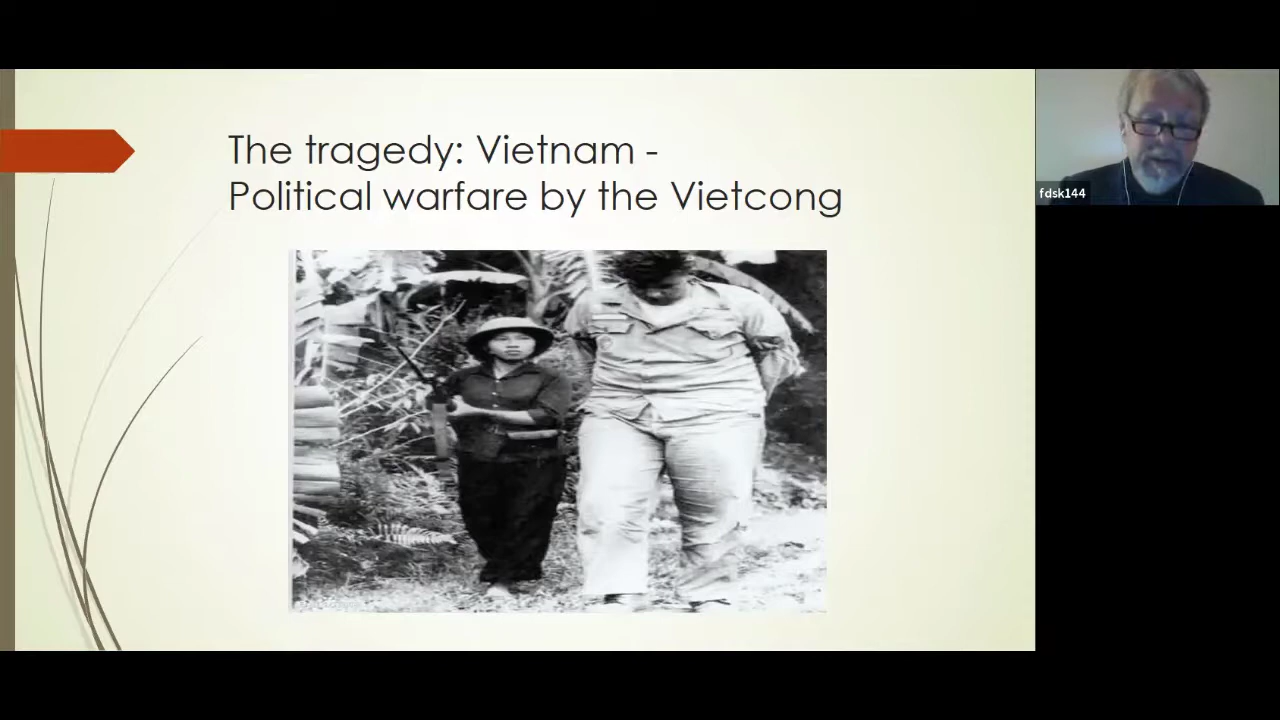 The tragedy: Vietnam -
Political warfare by the Vietcong
fdsk144